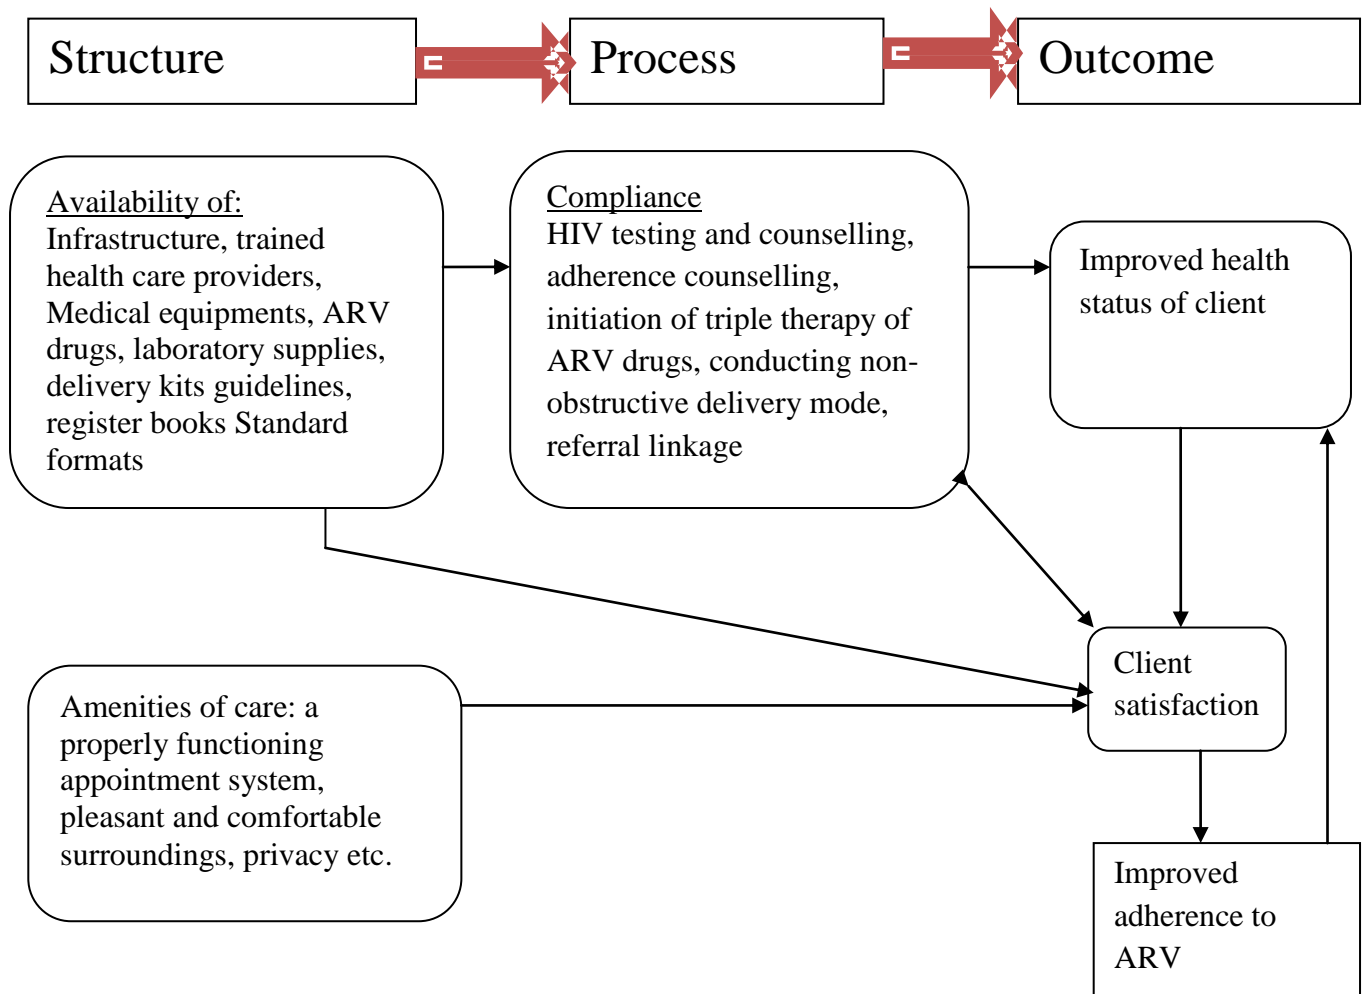 Structure
Process
Outcome
Availability of:
Infrastructure, trained
health care providers,
Medical equipments, ARV
drugs, laboratory supplies,
delivery kits guidelines,
register books Standard
formats
Compliance
HIV testing and counselling,
adherence counselling,
initiation of triple therapy of
ARV drugs, conducting non-
obstructive delivery mode,
referral linkage
Improved health
status of client
Amenities of care: a
properly functioning
appointment system,
pleasant and comfortable
surroundings, privacy etc.
Client
satisfaction
Improved
adherence to
ARV